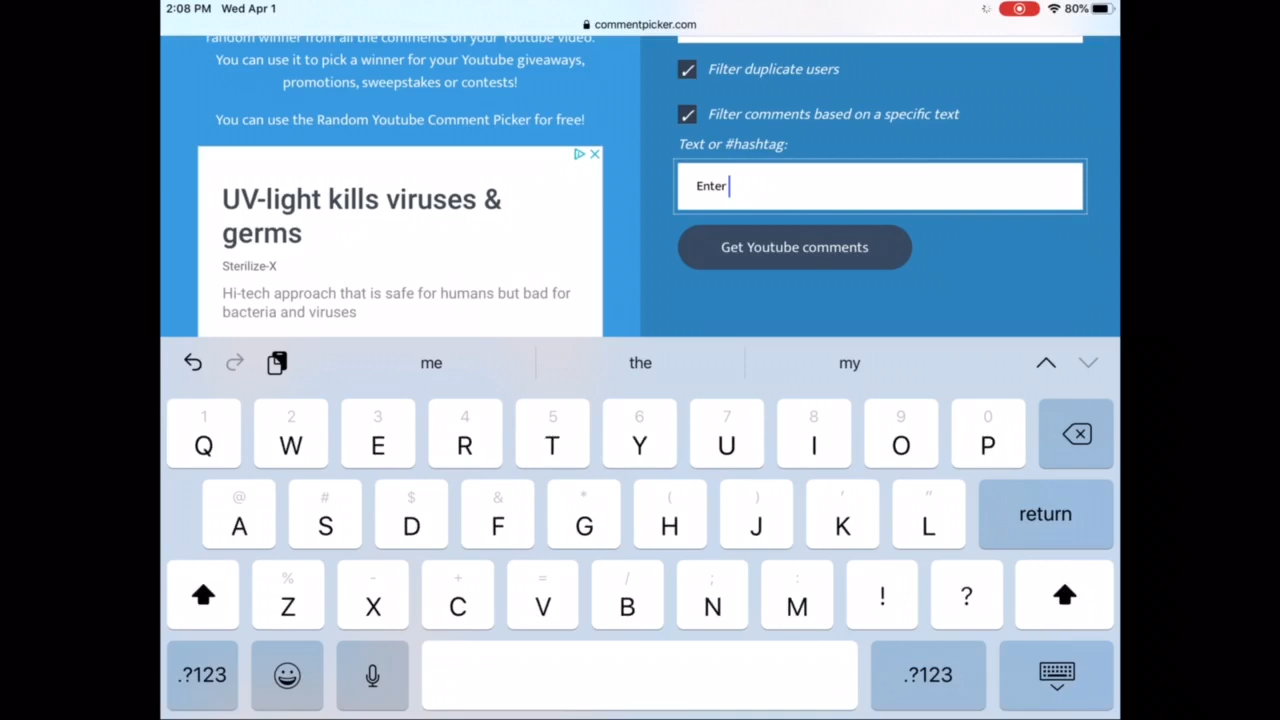 2:08 PM Wed Apr 1
80%
commentpicker.com
random winner from all the comments on your Youtube video.
You can use it to pick a winner for your Youtube giveaways,
promotions, sweepstakes or contests!
You can use the Random Youtube Comment Picker for free!
UV-light kills viruses &
germs
Sterilize-X
Hi-tech approach that is safe for humans but bad for
bacteria and viruses
Filter duplicate users
Filter comments based on a specific text
Text or #hashtag:
Enter
Get Youtube comments
me the my
1 2 3 4 5 6 7 8 9 0
Q W E R T Y U I O P
@ # $ & * ( ) ' "
A S D F G H J K L return
% - + = / ; :
Z X C V B N M ! ?
.?123 .?123